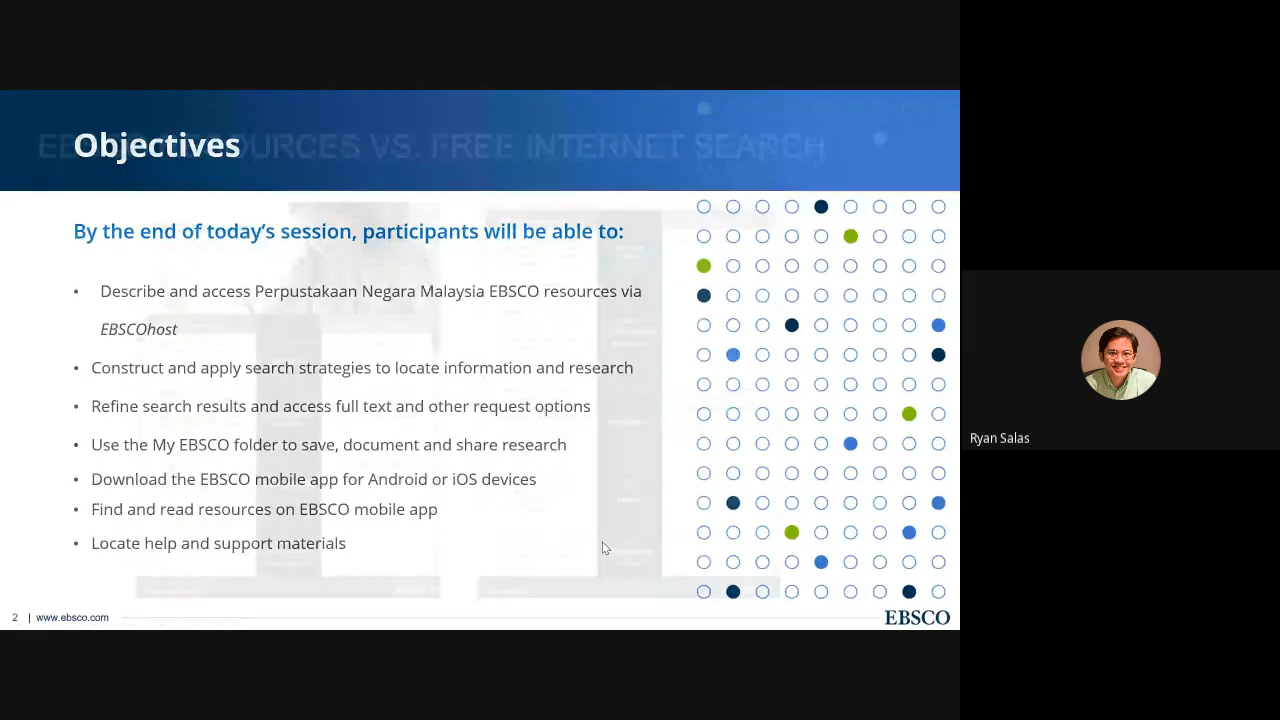 Objectives
EBSCO RESOURCES VS. FREE INTERNET SEARCH
By the end of today's session, participants will be able to:
• Describe and access Perpustakaan Negara Malaysia EBSCO resources via
EBSCOhost
• Construct and apply search strategies to locate information and research
• Refine search results and access full text and other request options
• Use the My EBSCO folder to save, document and share research
• Download the EBSCO mobile app for Android or iOS devices
• Find and read resources on EBSCO mobile app
• Locate help and support materials
2 | www.ebsco.com
EBSCO
Ryan Salas